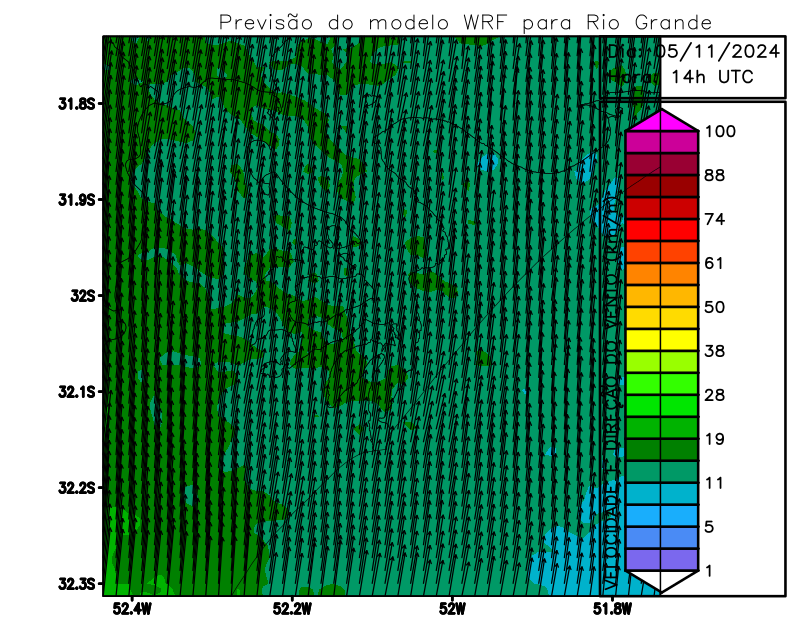 Previsão do modelo WRF para Rio Grande
Dia: 05/11/2024
Hora: 14h UTC
31.8S
31.9S
32S
32.1S
32.2S
32.3S
52.4W
52.2W
52W
51.8W
VELOCIDADE E DIREÇÃO DO VENTO (Km/h)
100
88
74
61
50
38
28
19
11
5
1